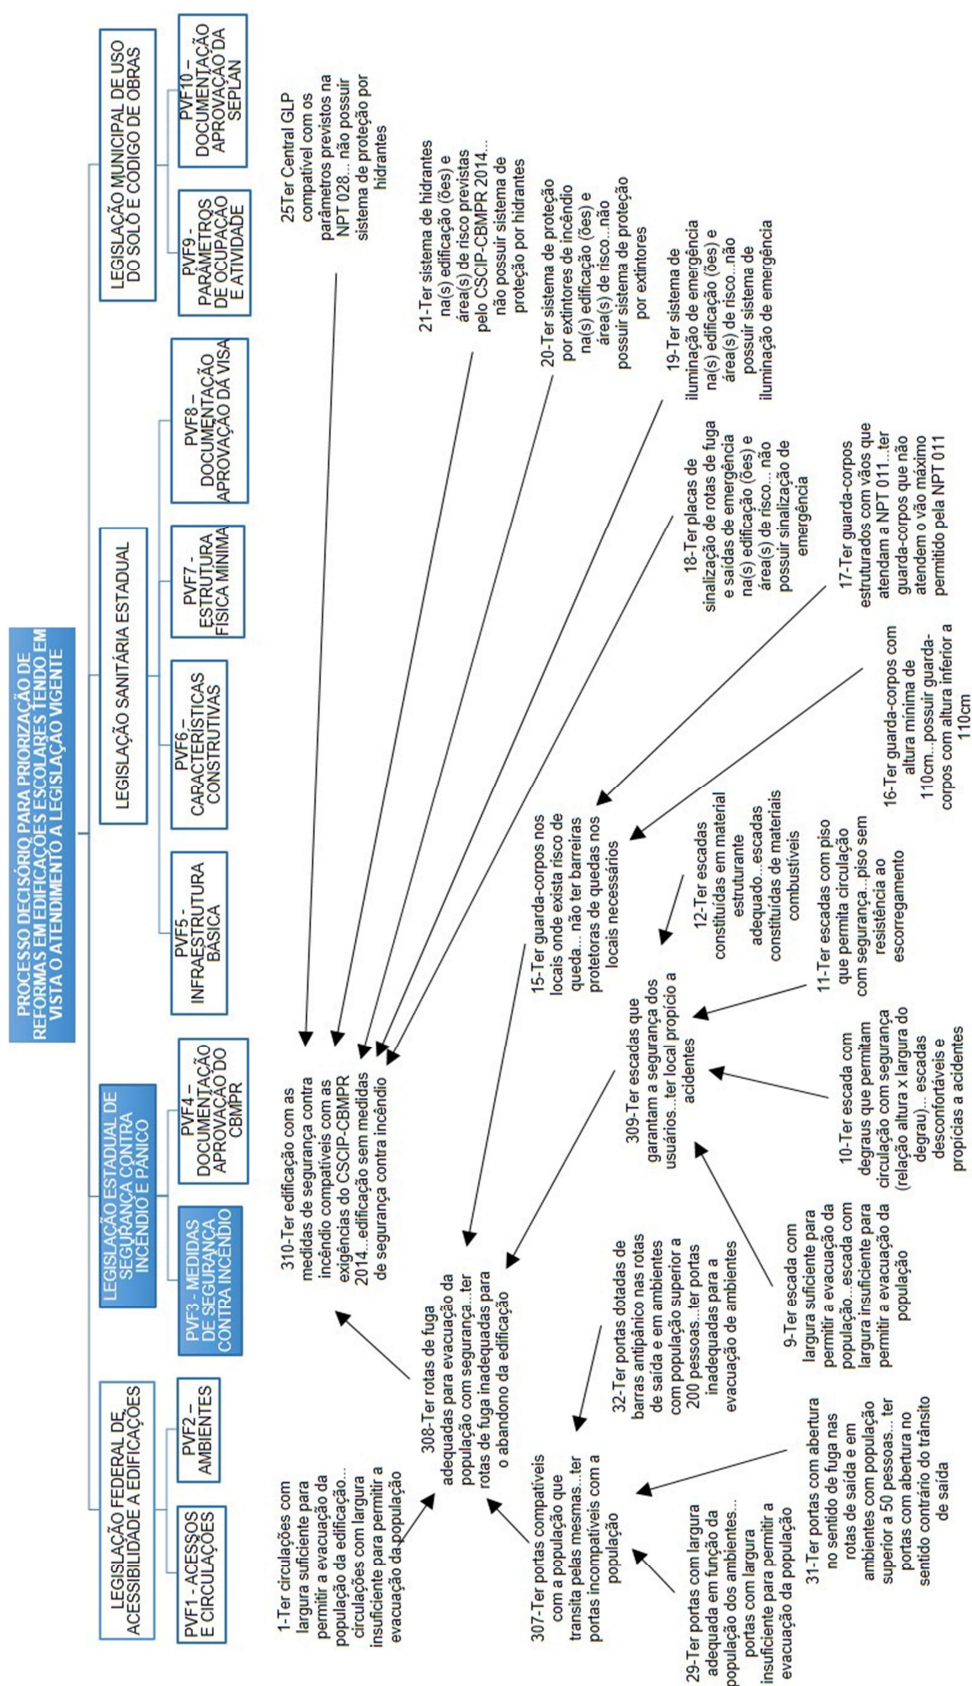 PROCESSO DECISÓRIO PARA PRIORIZAÇÃO DE
REFORMAS EM EDIFICAÇÕES ESCOLARES TENDO EM
VISTA O ATENDIMENTO A LEGISLAÇÃO VIGENTE
LEGISLAÇÃO FEDERAL DE
ACESSIBILIDADE A EDIFICAÇÕES
LEGISLAÇÃO ESTADUAL DE
SEGURANÇA CONTRA
INCÊNDIO E PÂNICO
LEGISLAÇÃO SANITÁRIA ESTADUAL
LEGISLAÇÃO MUNICIPAL DE USO
DO SOLO E CODIGO DE OBRAS
PVF1 - ACESSOS
E CIRCULAÇÕES
PVF2 –
AMBIENTES
PVF3 - MEDIDAS
DE SEGURANÇA
CONTRA INCÊNDIO
PVF4 –
DOCUMENTAÇÃO
APROVAÇÃO DO
CBMPR
PVF5 -
INFRAESTRUTURA
BÁSICA
PVF6 –
CARACTERÍSTICAS
CONSTRUTIVAS
PVF7 -
ESTRUTURA
FÍSICA MÍNIMA
PVF8 –
DOCUMENTAÇÃO
APROVAÇÃO DA VISA
PVF9 -
PARÂMETROS
DE OCUPAÇÃO
E ATIVIDADE
PVF10 –
DOCUMENTAÇÃO
APROVAÇÃO DA
SEPLAN
1-Ter circulações com
largura suficiente para
permitir a evacuação da
população da edificação...
circulações com largura
insuficiente para permitir a
evacuação da população
310-Ter edificação com as
medidas de segurança contra
incêndio compatíveis com as
exigências do CSCIP-CBMPR
2014...edificação sem medidas
de segurança contra incêndio
25Ter Central GLP
compatível com os
parâmetros previstos na
NPT 028... não possuir
sistema de proteção por
hidrantes
308-Ter rotas de fuga
adequadas para evacuação da
população com segurança...ter
rotas de fuga inadequadas para
o abandono da edificação
21-Ter sistema de hidrantes
na(s) edificação (ões) e
área(s) de risco previstas
pelo CSCIP-CBMPR 2014...
não possuir sistema de
proteção por hidrantes
307-Ter portas compatíveis
com a população que
transita pelas mesmas...ter
portas incompatíveis com a
população
15-Ter guarda-corpos nos
locais onde exista risco de
queda... não ter barreiras
protetoras de quedas nos
locais necessários
20-Ter sistema de proteção
por extintores de incêndio
na(s) edificação (ões) e
área(s) de risco...não
possuir sistema de proteção
por extintores
32-Ter portas dotadas de
barras antipânico nas rotas
de saída e em ambientes
com população superior a
200 pessoas...ter portas
inadequadas para a
evacuação de ambientes
309-Ter escadas que
garantam a segurança dos
usuários...ter local propício a
acidentes
19-Ter sistema de
iluminação de emergência
na(s) edificação (ões) e
área(s) de risco...não
possuir sistema de
iluminação de emergência
29-Ter portas com largura
adequada em função da
população dos ambientes...
portas com largura
insuficiente para permitir a
evacuação da população
12-Ter escadas
constituídas em material
estruturante
adequado...escadas
constituídas de materiais
combustíveis
18-Ter placas de
sinalização de rotas de fuga
e saídas de emergência
na(s) edificação (ões) e
área(s) de risco... não
possuir sinalização de
emergência
31-Ter portas com abertura
no sentido de fuga nas
rotas de saída e em
ambientes com população
superior a 50 pessoas... ter
portas com abertura no
sentido contrário do trânsito
de saída
9-Ter escada com
largura suficiente para
permitir a evacuação da
população...escada com
largura insuficiente para
permitir a evacuação da
população
10-Ter escada com
degraus que permitam
circulação com segurança
(relação altura x largura do
degrau)... escadas
desconfortáveis e
propícias a acidentes
11-Ter escadas com piso
que permita circulação
com segurança...piso sem
resistência ao
escorregamento
16-Ter guarda-corpos com
altura mínima de
110cm...possuir guarda-
corpos com altura inferior a
110cm
17-Ter guarda-corpos
estruturados com vãos que
atendam a NPT 011...ter
guarda-corpos que não
atendem o vão máximo
permitido pela NPT 011